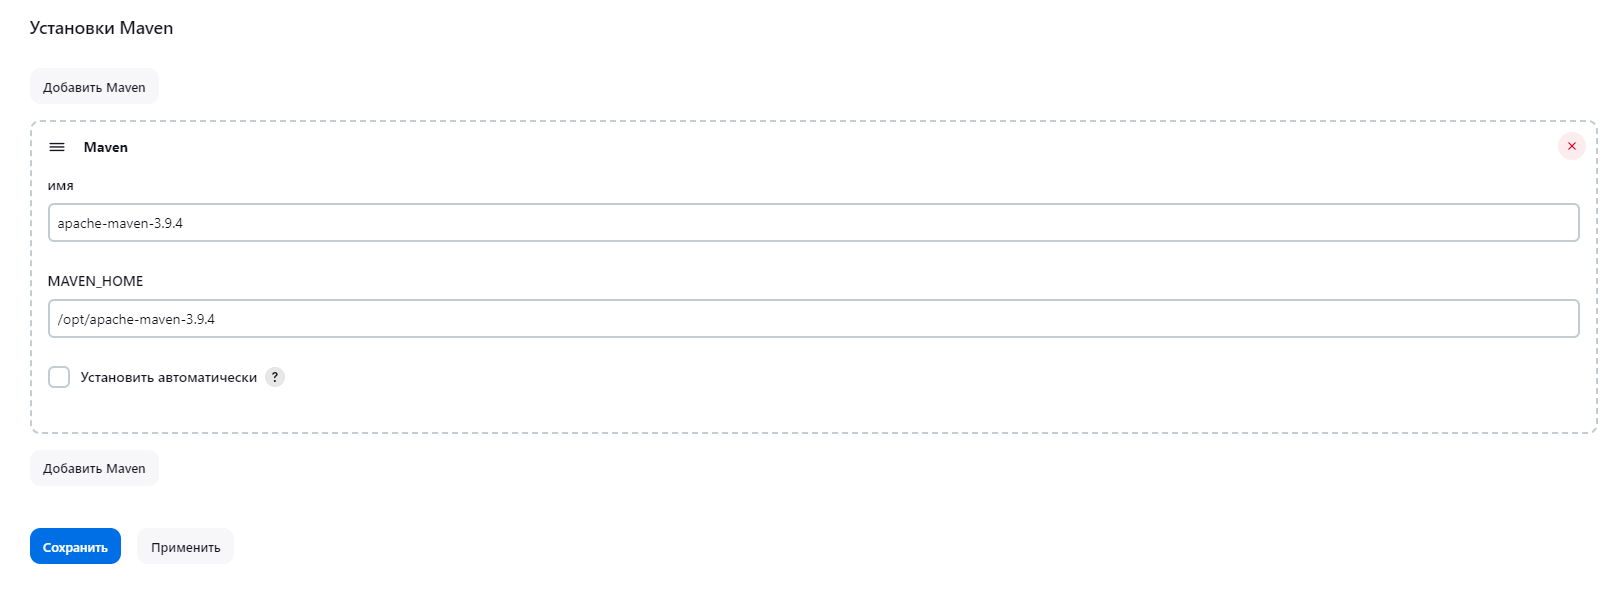 Установки Maven
Добавить Maven
Maven
имя
apache-maven-3.9.4
MAVEN_HOME
/opt/apache-maven-3.9.4
Установить автоматически ?
Добавить Maven
Сохранить Применить